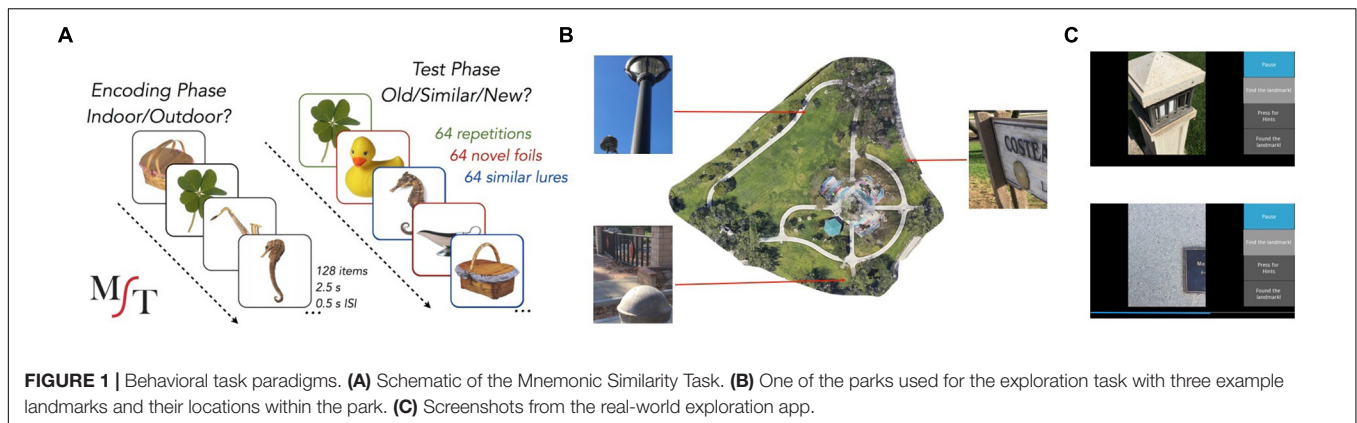 A
Encoding Phase
Indoor/Outdoor?
128 items
2.5 s
0.5 s ISI
...
MST
Test Phase
Old/Similar/New?
64 repetitions
64 novel foils
64 similar lures
...
B
COSTEA
L
C
Pause
Find the landmark!
Press for
Hints
Found the
landmark!
Pause
Find the landmark!
Press for
Hints
Found the
landmark!
FIGURE 1 | Behavioral task paradigms. (A) Schematic of the Mnemonic Similarity Task. (B) One of the parks used for the exploration task with three example
landmarks and their locations within the park. (C) Screenshots from the real-world exploration app.